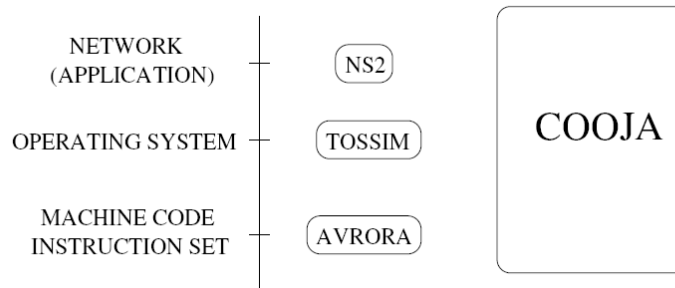 NETWORK
(APPLICATION)
NS2
OPERATING SYSTEM
TOSSIM
MACHINE CODE
INSTRUCTION SET
AVRORA
COOJA